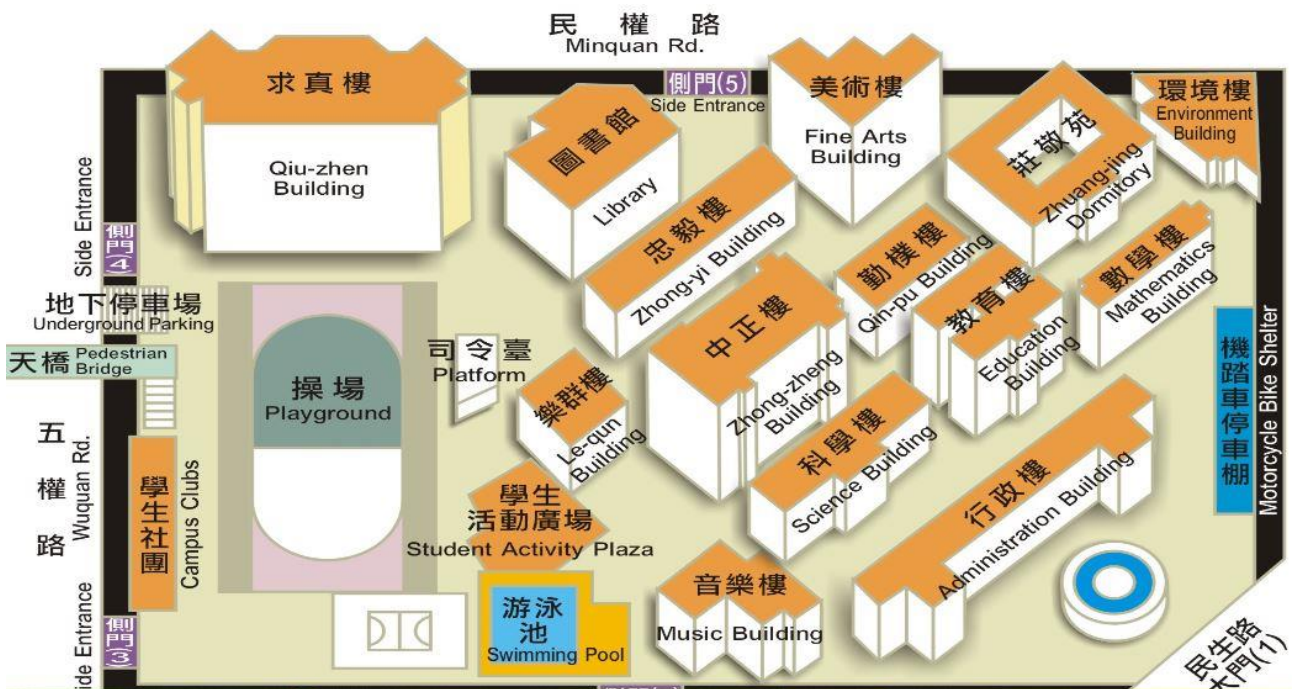 民權路
Minquan Rd.
求真樓
Qiu-zhen
Building
圖書館
Library
側門(5)
Side Entrance
美術樓
Fine Arts
Building
莊敬苑
Zhuang-jing
Dormitory
環境樓
Environment
Building
忠毅樓
Zhong-yi Building
勤樸樓
Qin-pu Building
數學樓
Mathematics
Building
Side Entrance
側門(4)
地下停車場
Underground Parking
天橋
Pedestrian
Bridge
操場
Playground
司令臺
Platform
樂群樓
Le-qun
Building
中正樓
Zhong-zheng
Building
教育樓
Education
Building
機踏車停車棚
Motorcycle Bike Shelter
五權路
Wuquan Rd.
學生社團
Campus Clubs
學生
活動廣場
Student Activity Plaza
科學樓
Science Building
行政樓
Administration Building
游泳
池
Swimming Pool
音樂樓
Music Building
側門(3)
Entrance
民生路
大門(1)